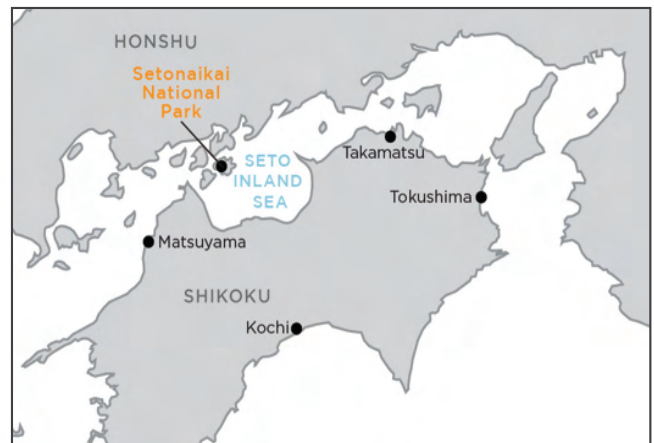 HONSHU
Setonaikai
National
Park
SETO
INLAND
SEA
Takamatsu
Tokushima
Matsuyama
SHIKOKU
Kochi